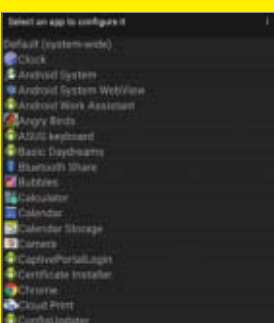 Select an app to configure it
Default (system-wide)
Clock
Android System
Android System WebView
Android Work Assistant
Angry Birds
ASUS keyboard
Basic Daydreams
Bluetooth Share
Bubbles
Calculator
Calendar
Calendar Storage
Camera
CaptivePortalLogin
Certificate Installer
Chrome
Cloud Print
ConfigUpdater